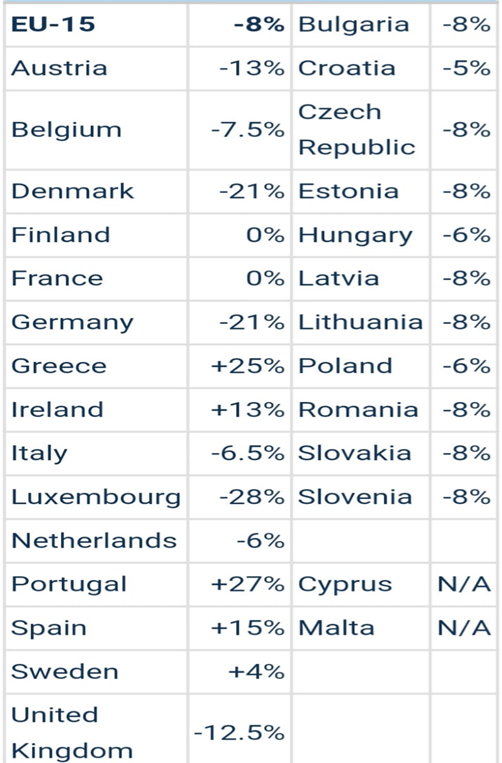 EU-15 -8% Bulgaria -8%
Austria -13% Croatia -5%
Belgium -7.5% Czech Republic -8%
Denmark -21% Estonia -8%
Finland 0% Hungary -6%
France 0% Latvia -8%
Germany -21% Lithuania -8%
Greece +25% Poland -6%
Ireland +13% Romania -8%
Italy -6.5% Slovakia -8%
Luxembourg -28% Slovenia -8%
Netherlands -6%
Portugal +27% Cyprus N/A
Spain +15% Malta N/A
Sweden +4%
United Kingdom -12.5%